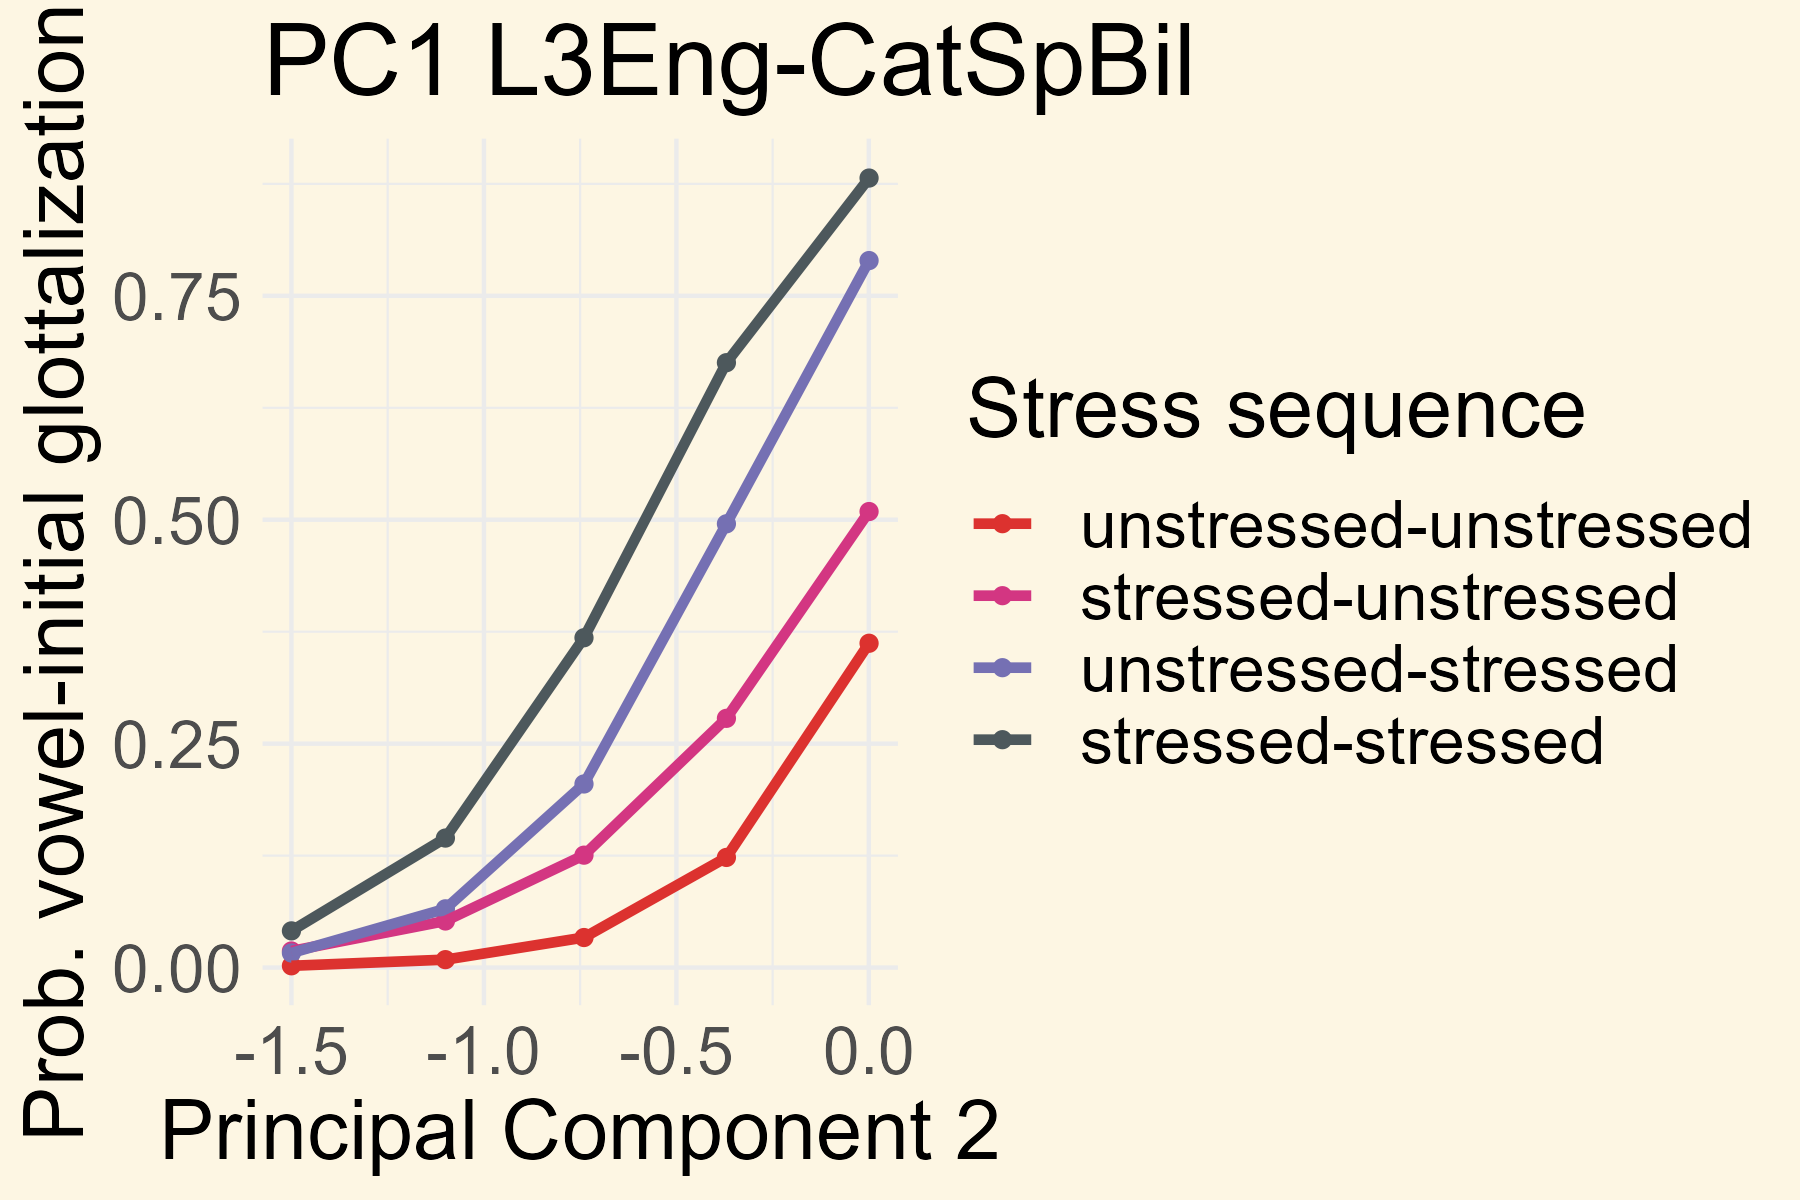 PC1 L3Eng-CatSpBil
Prob. vowel-initial glottalization
0.75
0.50
0.25
0.00
-1.5 -1.0 -0.5 0.0
Principal Component 2
Stress sequence
unstressed-unstressed
stressed-unstressed
unstressed-stressed
stressed-stressed